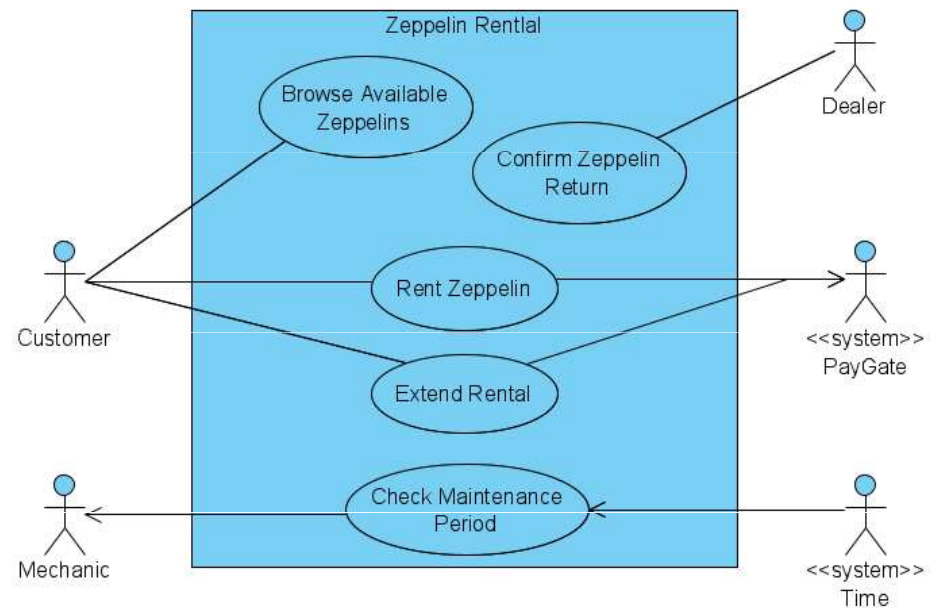 Zeppelin Rentlal
Browse Available
Zeppelins
Dealer
Confirm Zeppelin
Return
Customer
Rent Zeppelin
<<system>>
PayGate
Extend Rental
Mechanic
Check Maintenance
Period
<<system>>
Time